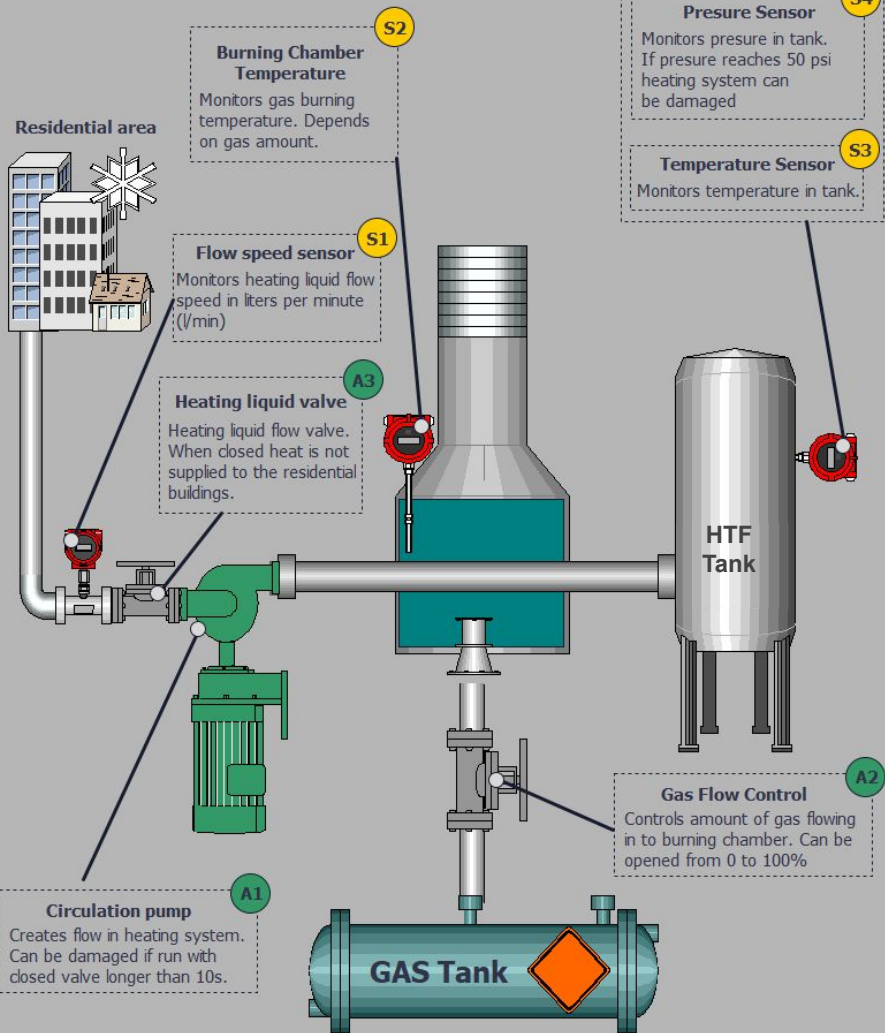 S4
Presure Sensor
Monitors presure in tank.
If presure reaches 50 psi
heating system can
be damaged
S2
Burning Chamber
Temperature
Monitors gas burning
temperature. Depends
on gas amount.
Residential area
S3
Temperature Sensor
Monitors temperature in tank.
S1
Flow speed sensor
Monitors heating liquid flow
speed in liters per minute
(l/min)
A3
Heating liquid valve
Heating liquid flow valve.
When closed heat is not
supplied to the residential
buildings.
HTF
Tank
A2
Gas Flow Control
Controls amount of gas flowing
in to burning chamber. Can be
opened from 0 to 100%
A1
Circulation pump
Creates flow in heating system.
Can be damaged if run with
closed valve longer than 10s.
GAS Tank